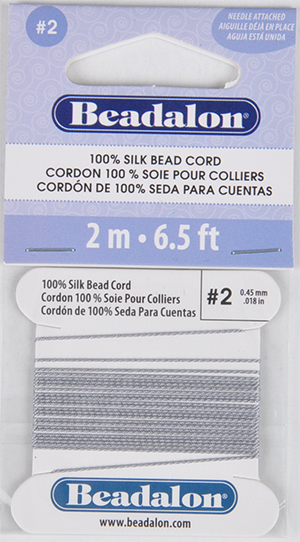 #2
NEEDLE ATTACHED
AIGUILLE DÉJÀ EN PLACE
AGUJA ESTÁ UNIDA
Beadalon®
100% SILK BEAD CORD
CORDON 100 % SOIE POUR COLLIERS
CORDÓN DE 100% SEDA PARA CUENTAS
2 m • 6.5 ft
100% Silk Bead Cord
Cordon 100 % Soie Pour Colliers
Cordón de 100% Seda Para Cuentas
#2
0.45 mm
.018 in
Beadalon®
www.beadalon.com